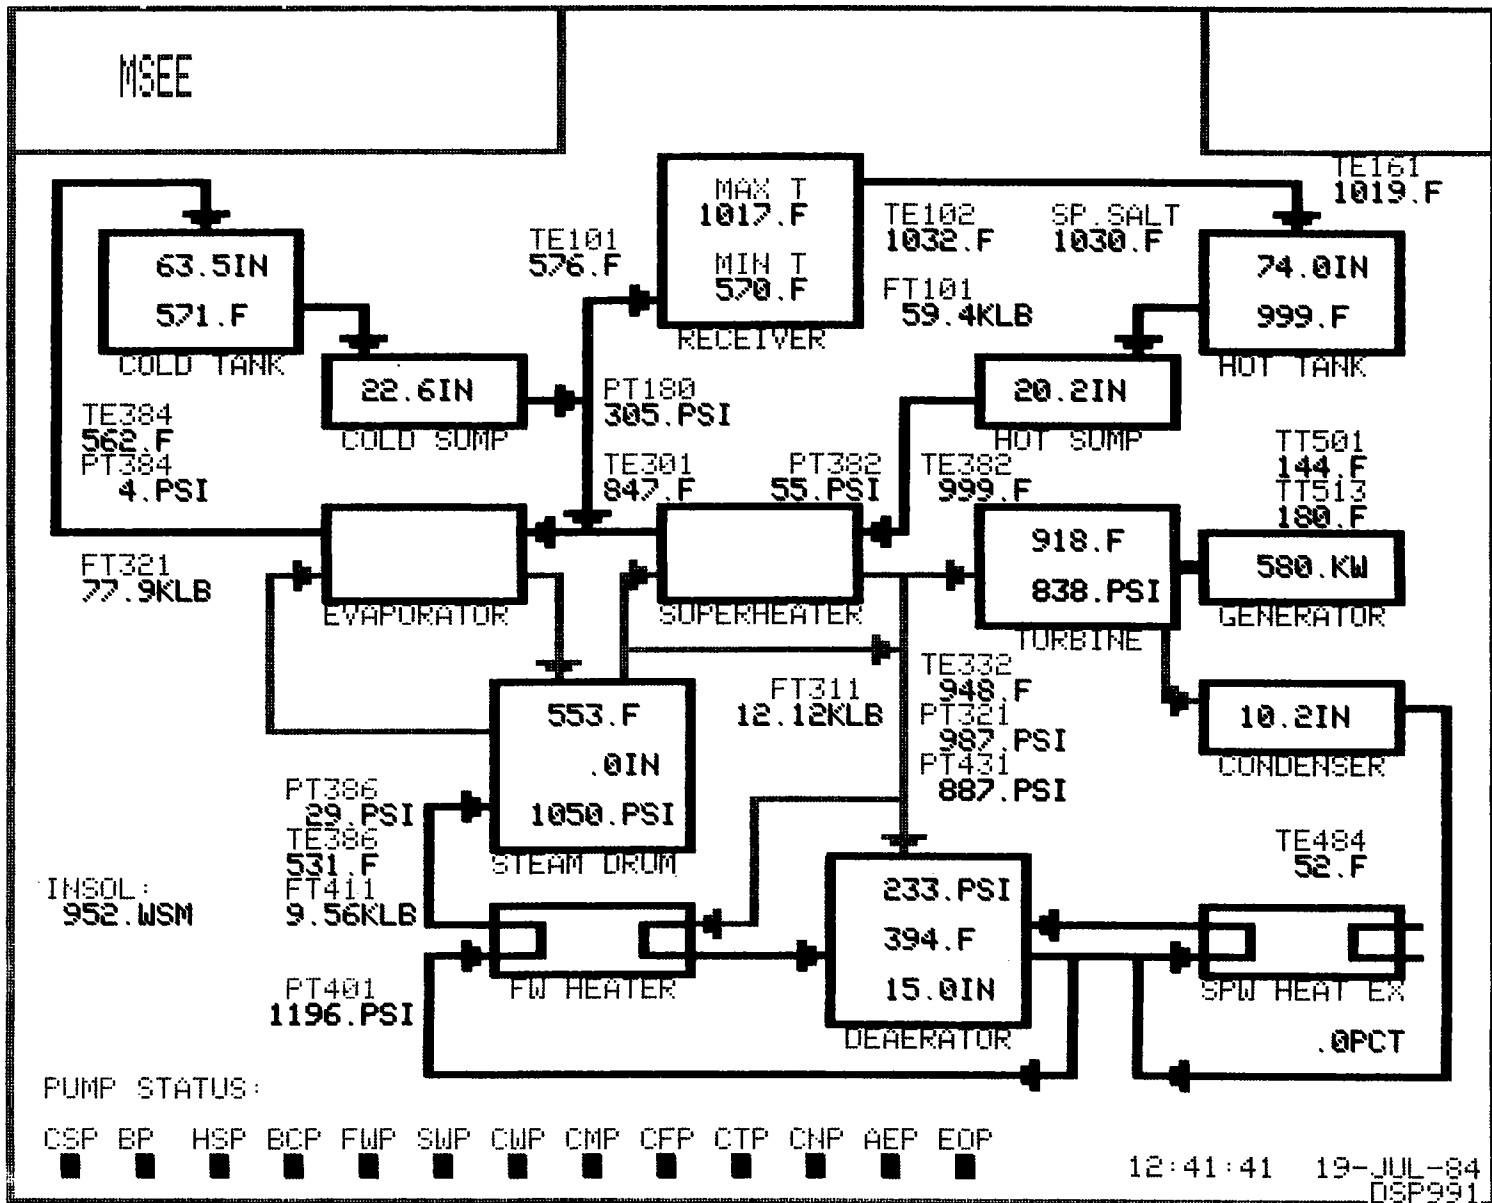 MSEE
TE161
1019.F
MAX T
1017.F
MIN T
570.F
RECEIVER
TE102
1032.F
SP.SALT
1030.F
FT101
59.4KLB
TE101
576.F
63.5IN
571.F
COLD TANK
74.0IN
999.F
HOT TANK
22.6IN
COLD SUMP
PT180
305.PSI
20.2IN
HOT SUMP
TE384
562.F
PT384
4.PSI
TE301
847.F
PT382
55.PSI
TE382
999.F
TT501
144.F
TT513
180.F
FT321
77.9KLB
EVAPORATOR
SUPERHEATER
918.F
838.PSI
TURBINE
580.KW
GENERATOR
553.F
.0IN
1050.PSI
STEAM DRUM
FT311
12.12KLB
TE332
948.F
PT321
987.PSI
PT431
887.PSI
10.2IN
CONDENSER
PT386
29.PSI
TE386
531.F
FT411
9.56KLB
INSOL:
952.WSM
TE484
52.F
233.PSI
394.F
15.0IN
DEAERATOR
FW HEATER
PT401
1196.PSI
SPW HEAT EX
.0PCT
PUMP STATUS:
CSP BP HSP BCP FWP SWP CWP CMP CFP CTP CNP AEP EOP
12:41:41 19-JUL-84
DSP991